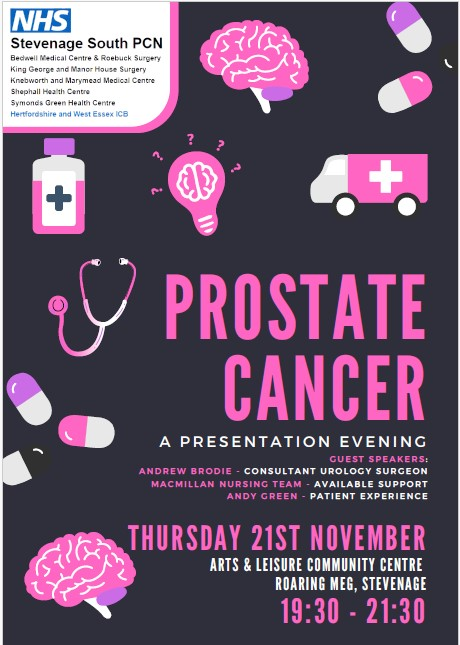 NHS
Stevenage South PCN
Bedwell Medical Centre & Roebuck Surgery
King George and Manor House Surgery
Knebworth and Marymead Medical Centre
Shephall Health Centre
Symonds Green Health Centre
Hertfordshire and West Essex ICB
? ? ? ? ?
PROSTATE
CANCER
A PRESENTATION EVENING
GUEST SPEAKERS:
ANDREW BRODIE - CONSULTANT UROLOGY SURGEON
MACMILLAN NURSING TEAM - AVAILABLE SUPPORT
ANDY GREEN - PATIENT EXPERIENCE
THURSDAY 21ST NOVEMBER
ARTS & LEISURE COMMUNITY CENTRE
ROARING MEG, STEVENAGE
19:30 - 21:30